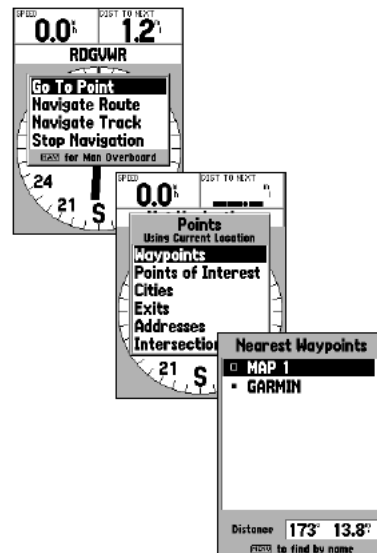 SPEED DIST TO NEXT
0.0 1.2
RDGVWR
Go To Point
Navigate Route
Navigate Track
Stop Navigation
NAV for Man Overboard
24
21 S
SPEED DIST TO NEXT
0.0
Points
Using Current Location
Waypoints
Points of Interest
Cities
Exits
Addresses
Intersection
21 S
Nearest Waypoints
MAP 1
GARMIN
Distance 173° 13.8
MENU to find by name